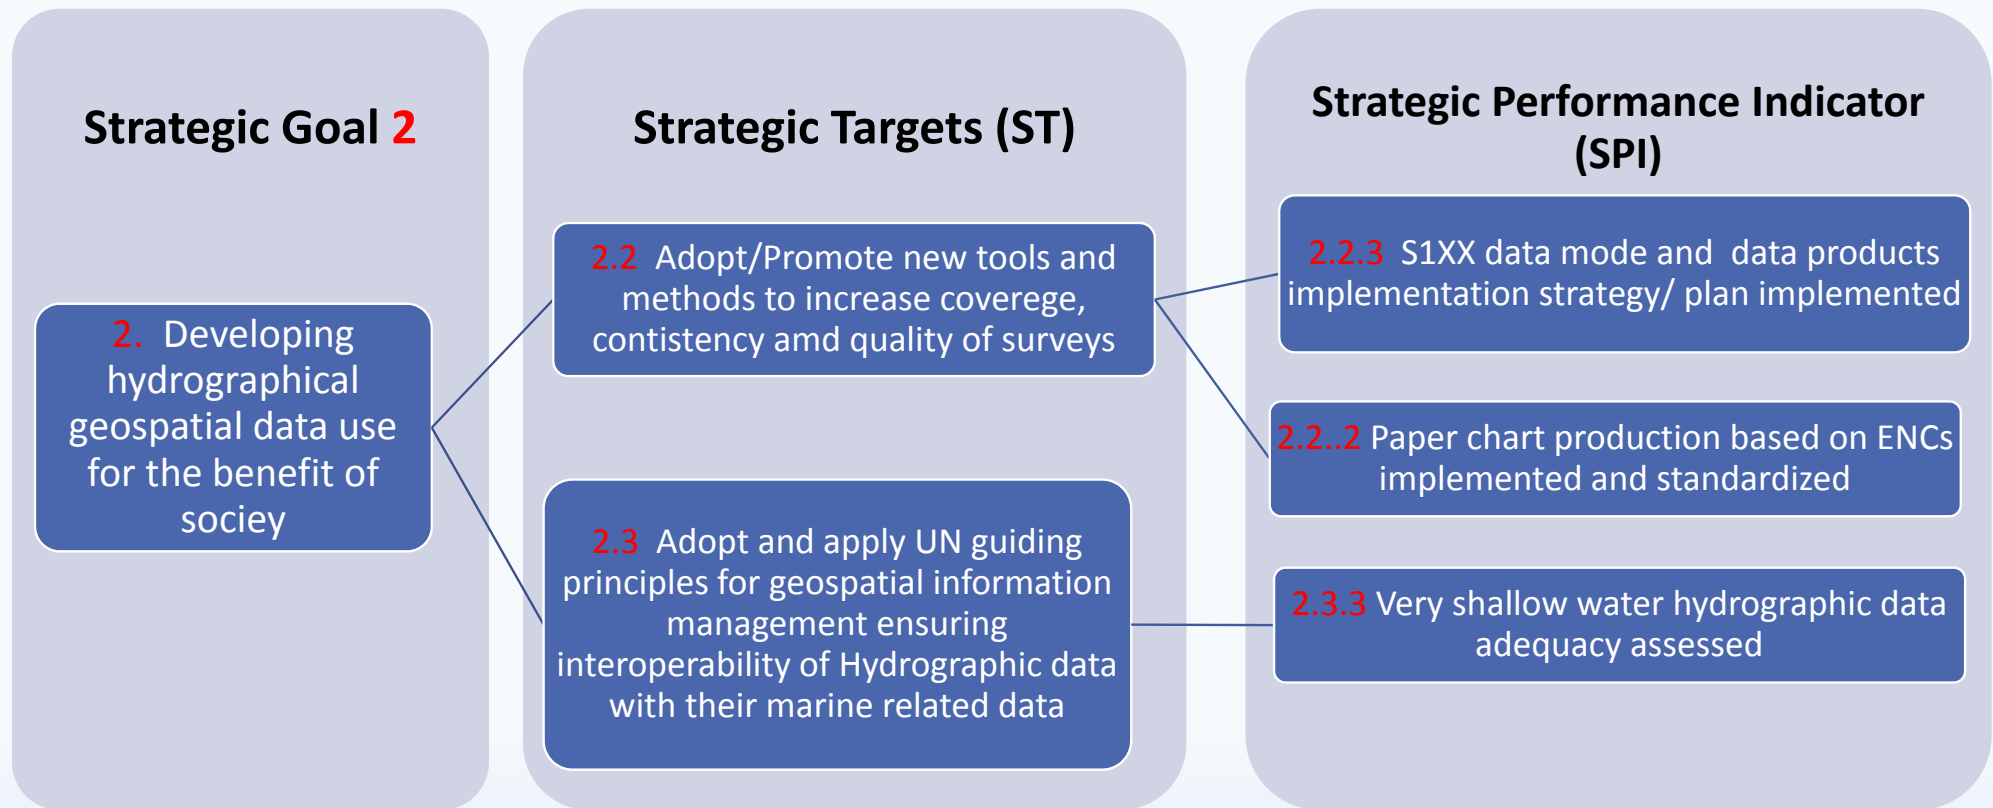 Strategic Goal 2
2. Developing
hydrographical
geospatial data use
for the benefit of
sociey
Strategic Targets (ST)
2.2 Adopt/Promote new tools and
methods to increase coverege,
contistency amd quality of surveys
2.3 Adopt and apply UN guiding
principles for geospatial information
management ensuring
interoperability of Hydrographic data
with their marine related data
Strategic Performance Indicator
(SPI)
2.2.3 S1XX data mode and data products
implementation strategy/ plan implemented
2.2..2 Paper chart production based on ENCs
implemented and standardized
2.3.3 Very shallow water hydrographic data
adequacy assessed